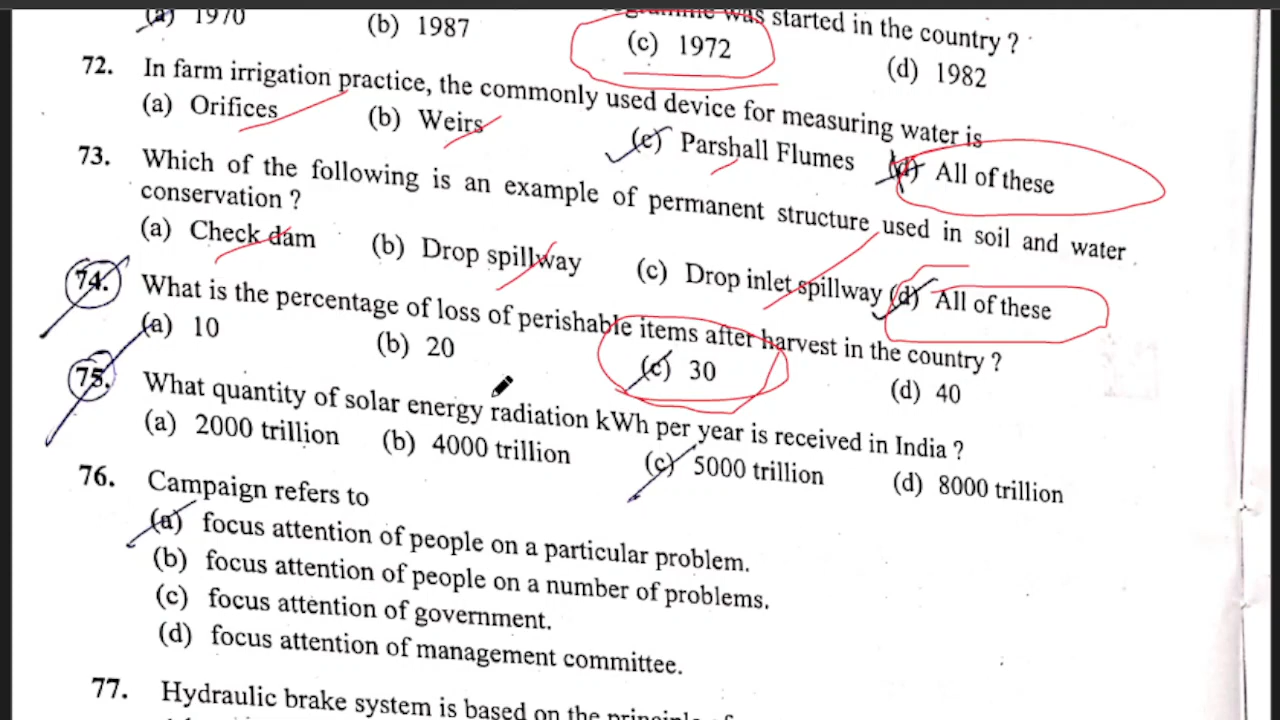 was started in the country ?
(a) 1970 (b) 1987 (c) 1972 (d) 1982
72. In farm irrigation practice, the commonly used device for measuring water is
(a) Orifices (b) Weirs (c) Parshall Flumes (d) All of these
73. Which of the following is an example of permanent structure used in soil and water
conservation ?
(a) Check dam (b) Drop spillway (c) Drop inlet spillway (d) All of these
74. What is the percentage of loss of perishable items after harvest in the country ?
(a) 10 (b) 20 (c) 30 (d) 40
75. What quantity of solar energy radiation kWh per year is received in India ?
(a) 2000 trillion (b) 4000 trillion (c) 5000 trillion (d) 8000 trillion
76. Campaign refers to
(a) focus attention of people on a particular problem.
(b) focus attention of people on a number of problems.
(c) focus attention of government.
(d) focus attention of management committee.
77. Hydraulic brake system is based on the principle of